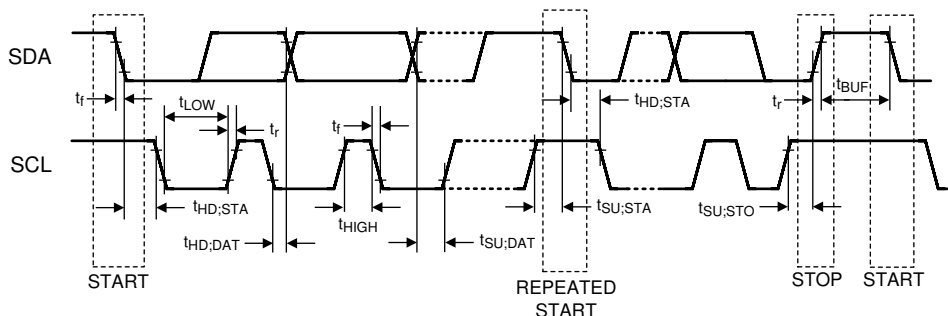 SDA
tf
tLOW
tr
tf
tHD;STA
tr
tBUF
SCL
tHD;STA
tHD;DAT
tHIGH
tSU;DAT
tSU;STA
tSU;STO
START
REPEATED
START
STOP
START